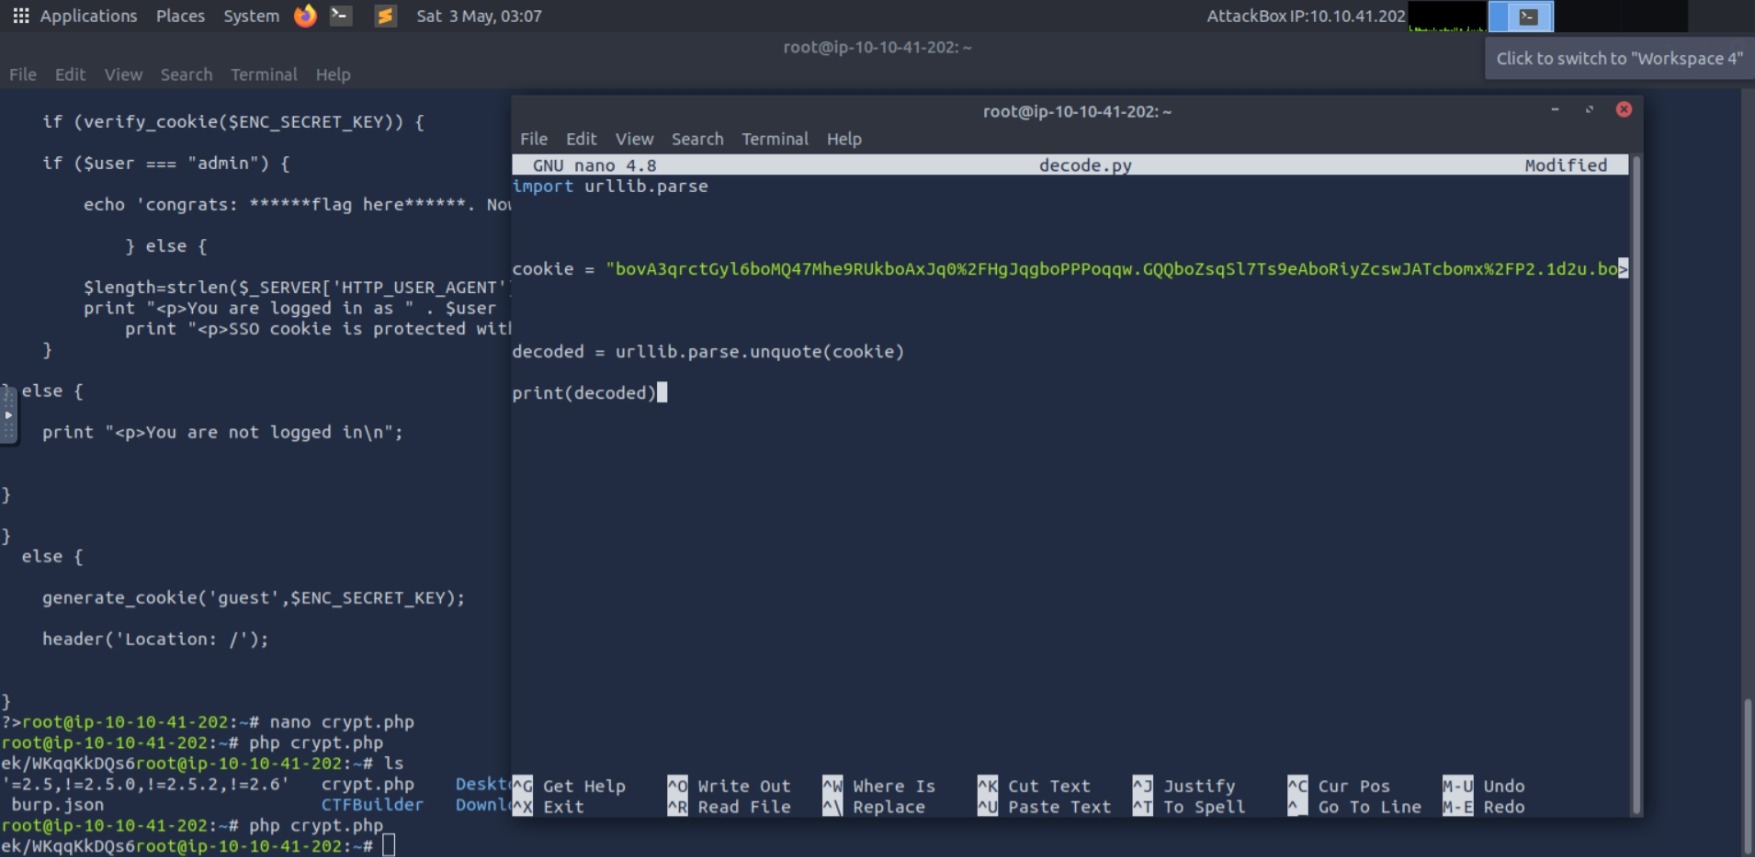 Applications Places System Sat 3 May, 03:07 AttackBox IP:10.10.41.202
root@ip-10-10-41-202: ~
Click to switch to "Workspace 4"
File Edit View Search Terminal Help
if (verify_cookie($ENC_SECRET_KEY)) {
if ($user === "admin") {
echo 'congrats: ******flag here******. Now
} else {
$length=strlen($_SERVER['HTTP_USER_AGENT']
print "<p>You are logged in as " . $user
print "<p>SSO cookie is protected with
}
} else {
print "<p>You are not logged in\n";
}
}
else {
generate_cookie('guest',$ENC_SECRET_KEY);
header('Location: /');
}
?>root@ip-10-10-41-202:~# nano crypt.php
root@ip-10-10-41-202:~# php crypt.php
ek/WKqqKkDQs6root@ip-10-10-41-202:~# ls
'=2.5,!=2.5.0,!=2.5.2,!=2.6' crypt.php Deskto
burp.json CTFBuilder Downl
root@ip-10-10-41-202:~# php crypt.php
ek/WKqqKkDQs6root@ip-10-10-41-202:~#
root@ip-10-10-41-202: ~
File Edit View Search Terminal Help
GNU nano 4.8 decode.py Modified
import urllib.parse
cookie = "bovA3qrctGyl6boMQ47Mhe9RUkboAxJq0%2FHgJqgboPPPoqqw.GQQboZsqSl7Ts9eAboRiyZcswJATcbomx%2FP2.1d2u.bo>
decoded = urllib.parse.unquote(cookie)
print(decoded)
^G Get Help ^O Write Out ^W Where Is ^K Cut Text ^J Justify ^C Cur Pos M-U Undo
^X Exit ^R Read File ^\ Replace ^U Paste Text ^T To Spell ^_ Go To Line M-E Redo